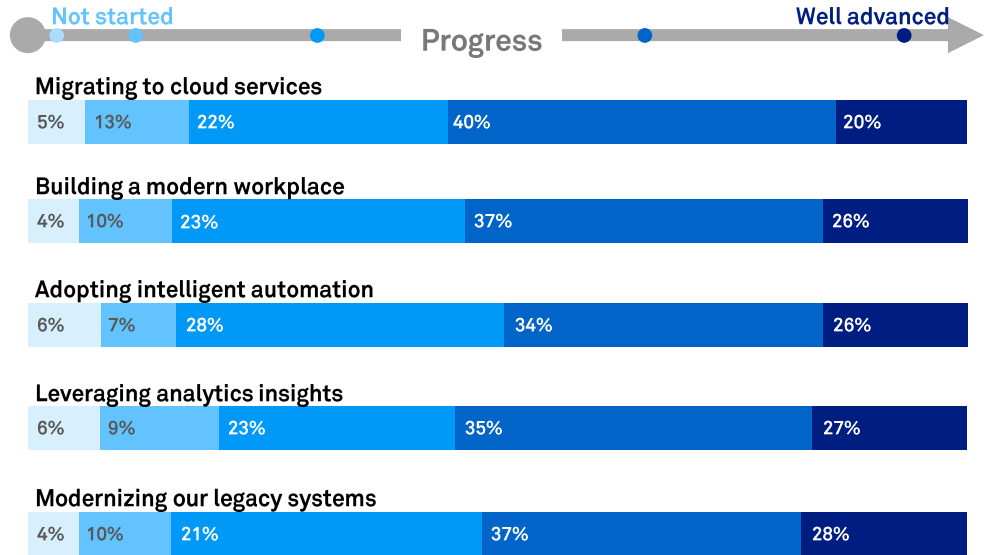 Not started Well advanced
Progress
Migrating to cloud services
5% 13% 22% 40% 20%
Building a modern workplace
4% 10% 23% 37% 26%
Adopting intelligent automation
6% 7% 28% 34% 26%
Leveraging analytics insights
6% 9% 23% 35% 27%
Modernizing our legacy systems
4% 10% 21% 37% 28%